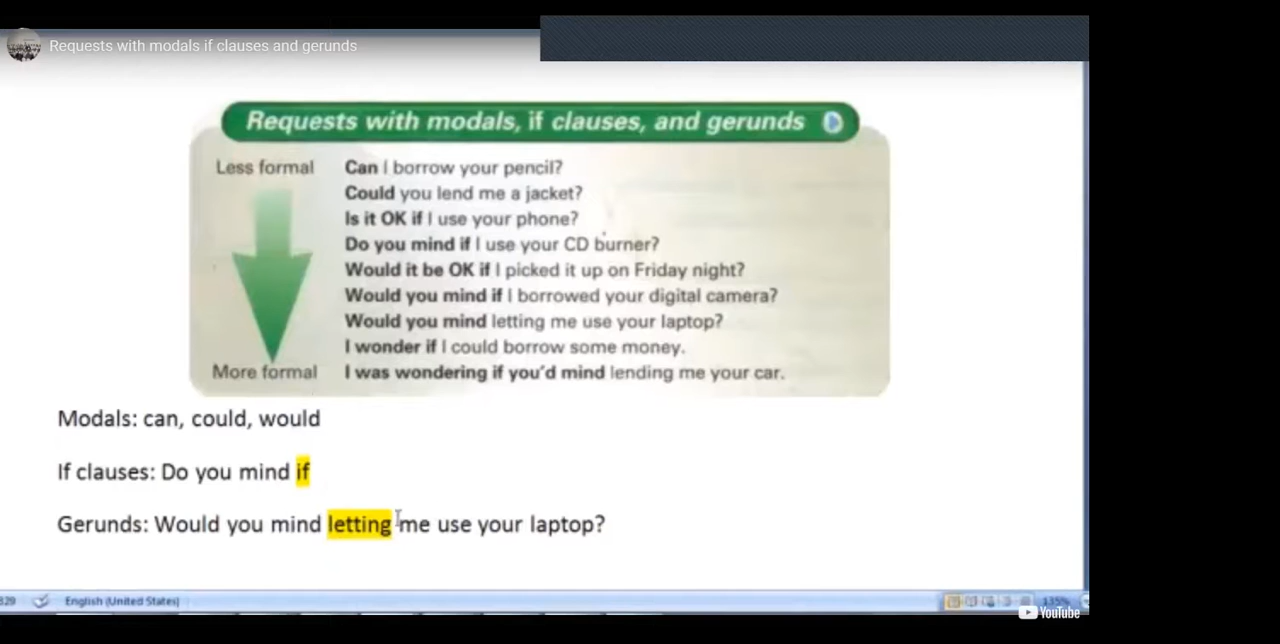 Requests with modals if clauses and gerunds
Requests with modals, if clauses, and gerunds
Less formal
Can I borrow your pencil?
Could you lend me a jacket?
Is it OK if I use your phone?
Do you mind if I use your CD burner?
Would it be OK if I picked it up on Friday night?
Would you mind if I borrowed your digital camera?
Would you mind letting me use your laptop?
I wonder if I could borrow some money.
More formal
I was wondering if you'd mind lending me your car.
Modals: can, could, would
If clauses: Do you mind if
Gerunds: Would you mind letting me use your laptop?
English (United States)
135%
YouTube